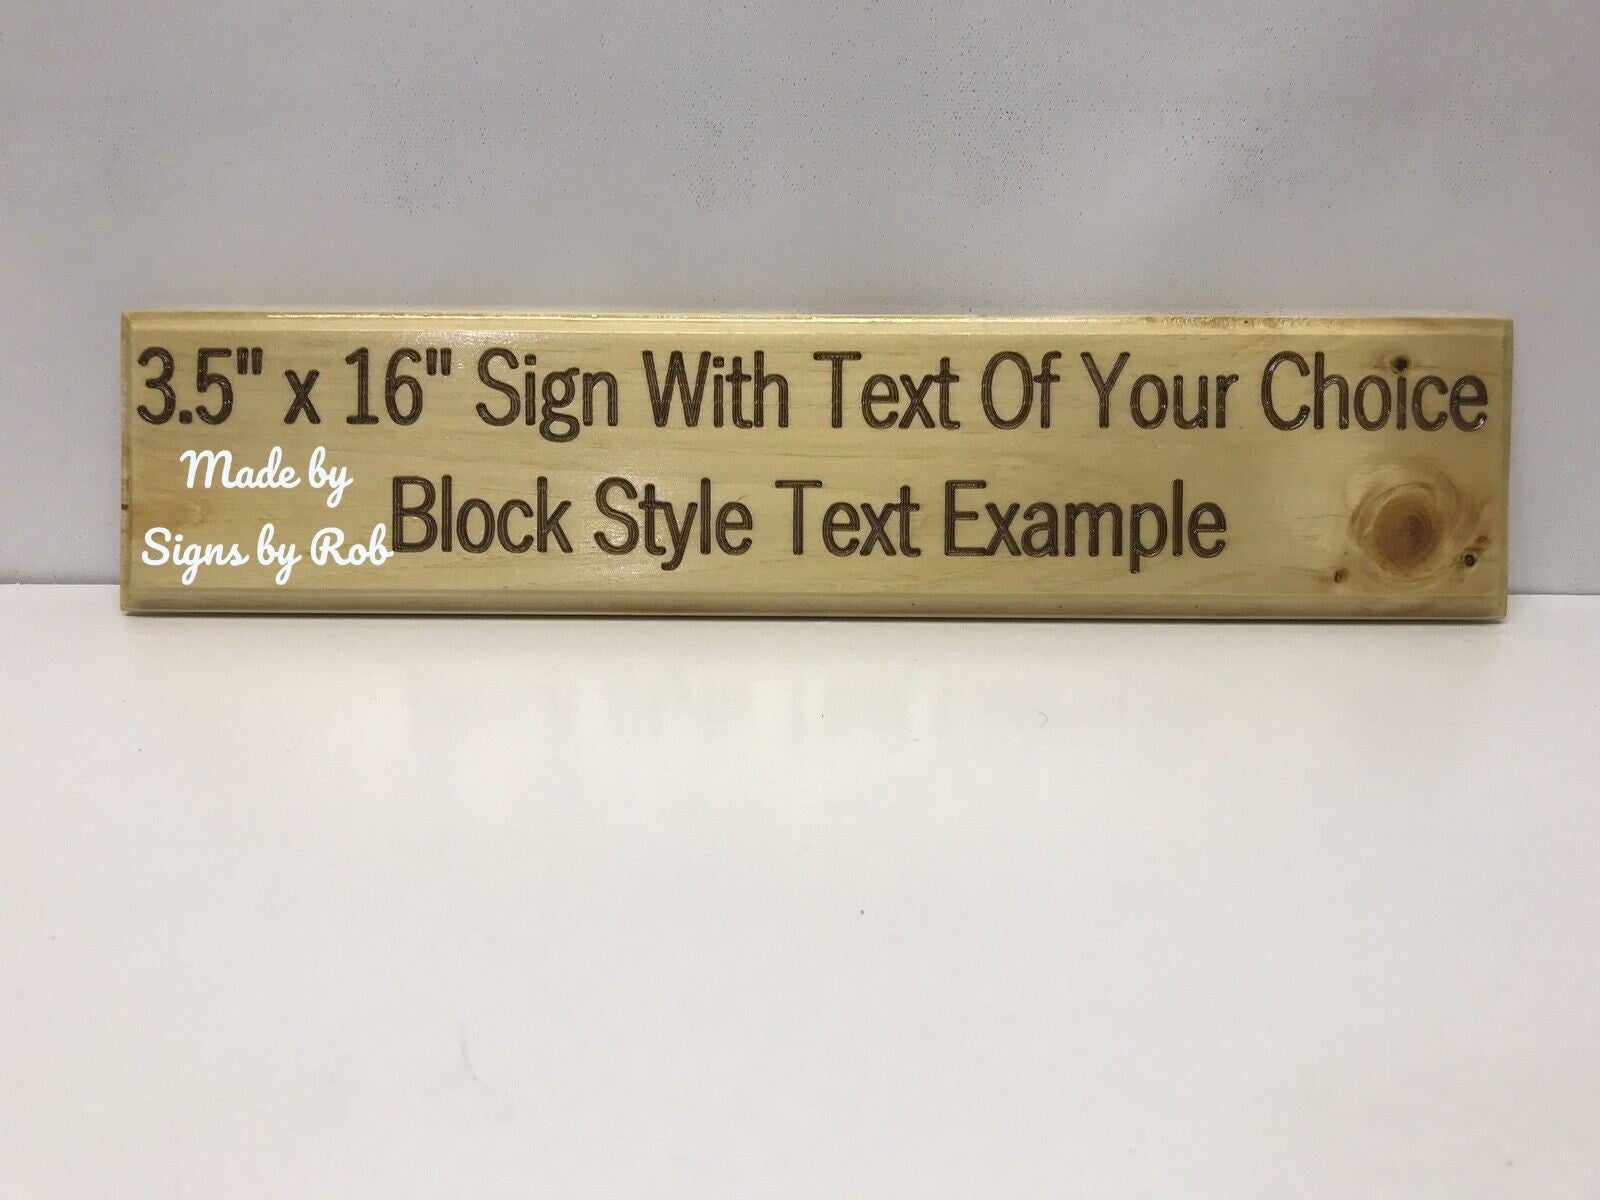 3.5" x 16" Sign With Text Of Your Choice
Made by
Signs by Rob
Block Style Text Example